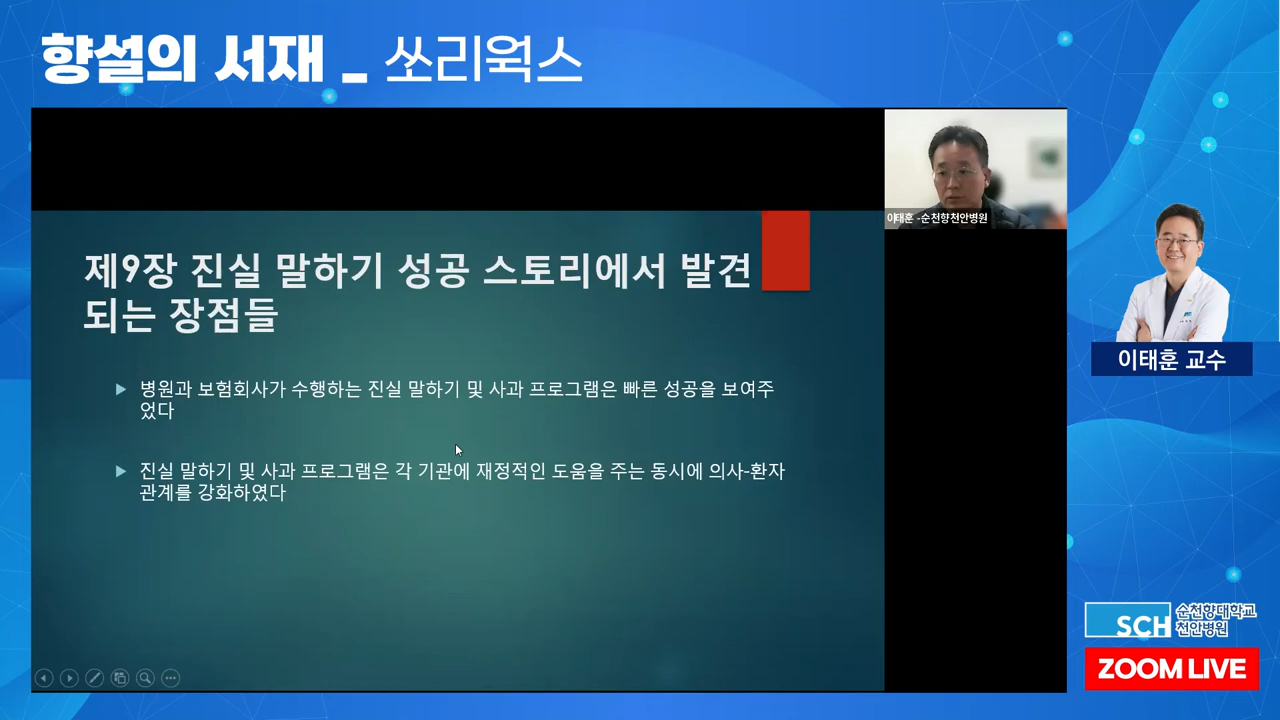 향설의 서재 _ 쏘리웍스
이태훈 -순천향천안병원
제9장 진실 말하기 성공 스토리에서 발견
되는 장점들
병원과 보험회사가 수행하는 진실 말하기 및 사과 프로그램은 빠른 성공을 보여주
었다
진실 말하기 및 사과 프로그램은 각 기관에 재정적인 도움을 주는 동시에 의사-환자
관계를 강화하였다
이태훈 교수
SCH 순천향대학교
천안병원
ZOOM LIVE